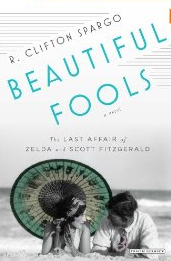 R. CLIFTON SPARGO
BEAUTIFUL
FOOLS
a novel
THE LAST AFFAIR of
ZELDA and SCOTT FITZGERALD